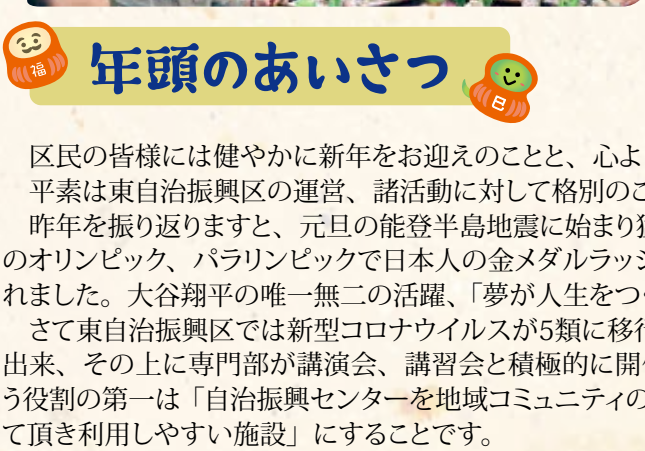 福
年頭のあいさつ
巳
区民の皆様には健やかに新年をお迎えのことと、心よ
平素は東自治振興区の運営、諸活動に対して格別のご
昨年を振り返りますと、元旦の能登半島地震に始まり
のオリンピック、パラリンピックで日本人の金メダルラッシ
れました。大谷翔平の唯一無二の活躍、「夢が人生をつ
さて東自治振興区では新型コロナウイルスが5類に移行
出来、その上に専門部が講演会、講習会と積極的に開催
う役割の第一は「自治振興センターを地域コミュニティの
て頂き利用しやすい施設」にすることです。